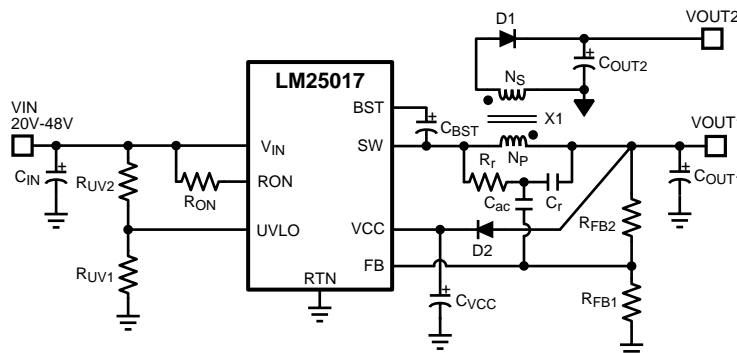 D1
VOUT2
LM25017
COUT2
NS
VIN
20V-48V
BST
X1
CBST
VOUT1
VIN
SW
NP
CIN
RUV2
RON
RON
Rr
Cr
COUT1
Cac
UVLO
VCC
D2
RFB2
RUV1
FB
RTN
CVCC
RFB1